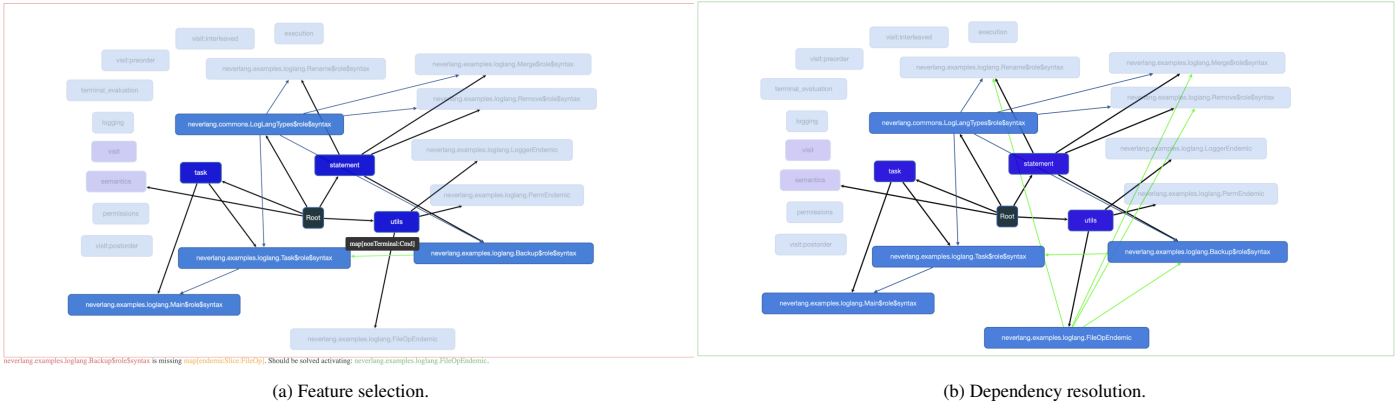 execution
visit:interleaved
visit:preorder
neverlang.examples.loglang.Rename$role$syntax
neverlang.examples.loglang.Merge$role$syntax
terminal_evaluation
neverlang.examples.loglang.Remove$role$syntax
logging
neverlang.commons.LogLangTypes$role$syntax
visit
neverlang.examples.loglang.LoggerEndemic
statement
task
semantics
neverlang.examples.loglang.PermEndemic
permissions
Root
utils
visit:postorder
map[nonTerminal:Cmd]
neverlang.examples.loglang.Task$role$syntax
neverlang.examples.loglang.Backup$role$syntax
neverlang.examples.loglang.Main$role$syntax
neverlang.examples.loglang.FileOpEndemic
neverlang.examples.loglang.Backup$role$syntax is missing map[endemicSlice:FileOp]. Should be solved activating: neverlang.examples.loglang.FileOpEndemic.
(a) Feature selection.
execution
visit:interleaved
visit:preorder
neverlang.examples.loglang.Rename$role$syntax
neverlang.examples.loglang.Merge$role$syntax
terminal_evaluation
neverlang.examples.loglang.Remove$role$syntax
logging
neverlang.commons.LogLangTypes$role$syntax
visit
neverlang.examples.loglang.LoggerEndemic
statement
task
semantics
neverlang.examples.loglang.PermEndemic
permissions
Root
utils
visit:postorder
neverlang.examples.loglang.Task$role$syntax
neverlang.examples.loglang.Backup$role$syntax
neverlang.examples.loglang.Main$role$syntax
neverlang.examples.loglang.FileOpEndemic
(b) Dependency resolution.